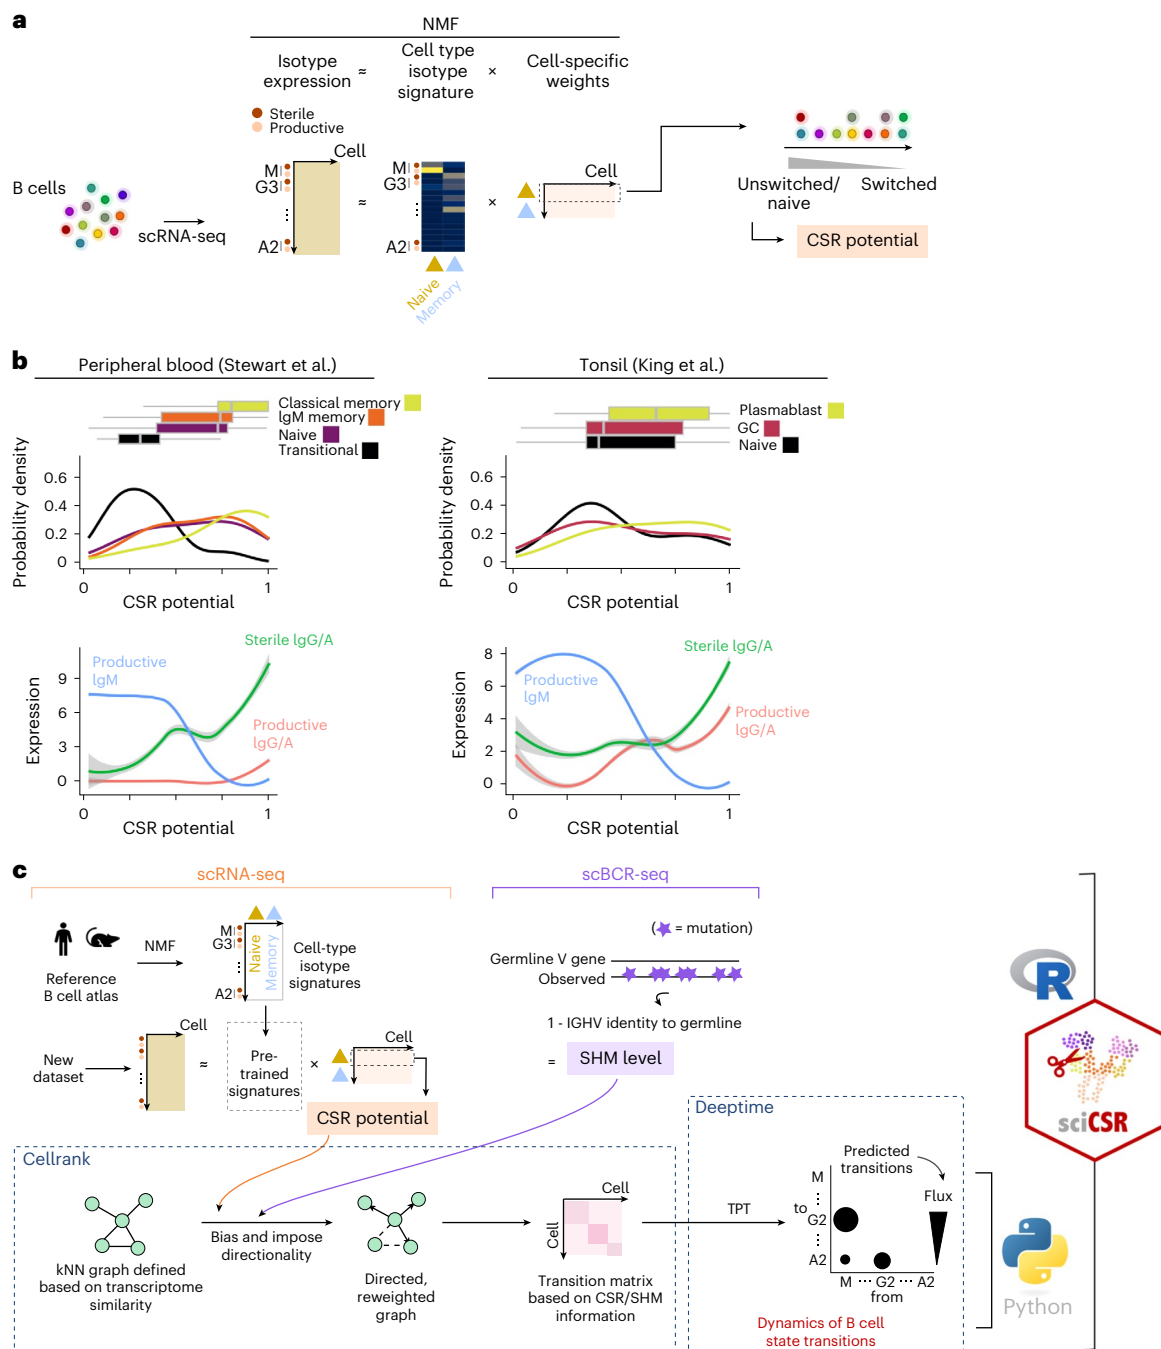 a
NMF
Isotype
expression
≈
Cell type
isotype
signature
×
Cell-specific
weights
Sterile
Productive
B cells
scRNA-seq
Cell
M
G3
⋮
A2
≈
M
G3
⋮
A2
Naive
Memory
×
Cell
Unswitched/
naive
Switched
CSR potential
b
Peripheral blood (Stewart et al.)
Classical memory
IgM memory
Naive
Transitional
Probability density
0.6
0.4
0.2
0
0
1
CSR potential
Tonsil (King et al.)
Plasmablast
GC
Naive
Probability density
0.6
0.4
0.2
0
0
1
CSR potential
Sterile IgG/A
Productive
IgM
Productive
IgG/A
Expression
9
6
3
0
0
1
CSR potential
Sterile IgG/A
Productive
IgM
Productive
IgG/A
Expression
8
6
4
2
0
0
1
CSR potential
c
scRNA-seq
scBCR-seq
Reference
B cell atlas
NMF
M
G3
⋮
A2
Naive
Memory
Cell-type
isotype
signatures
(★ = mutation)
Germline V gene
Observed
1 - IGHV identity to germline
= SHM level
New
dataset
Cell
⋮
≈
Pre-
trained
signatures
×
Cell
CSR potential
sciCSR
R
Cellrank
kNN graph defined
based on transcriptome
similarity
Bias and impose
directionality
Directed,
reweighted
graph
Cell
Cell
Transition matrix
based on CSR/SHM
information
TPT
Deeptime
Predicted
transitions
Flux
M
⋮
to
G2
⋮
A2
M ··· G2 ··· A2
from
Dynamics of B cell
state transitions
Python